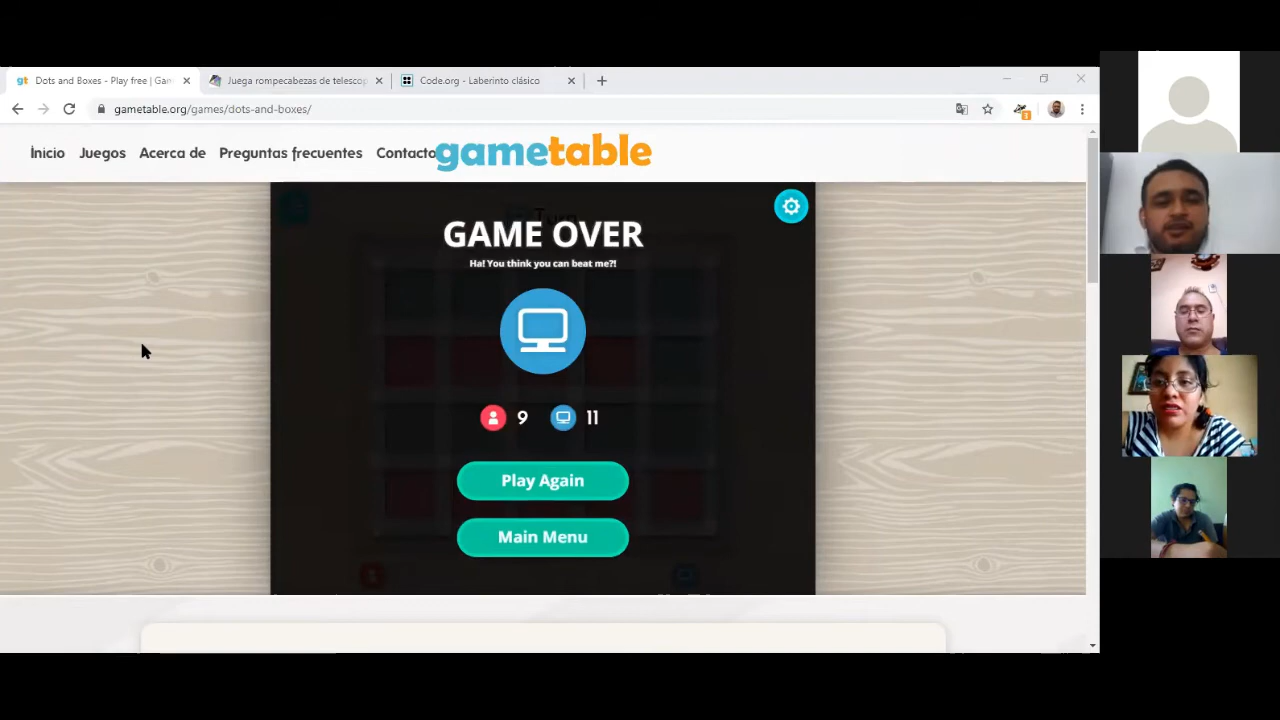 Dots and Boxes - Play free | Gam
Juega rompecabezas de telescop
Code.org - Laberinto clásico
gametable.org/games/dots-and-boxes/
Inicio
Juegos
Acerca de
Preguntas frecuentes
Contacto
gametable
GAME OVER
Ha! You think you can beat me?!
9
11
Play Again
Main Menu